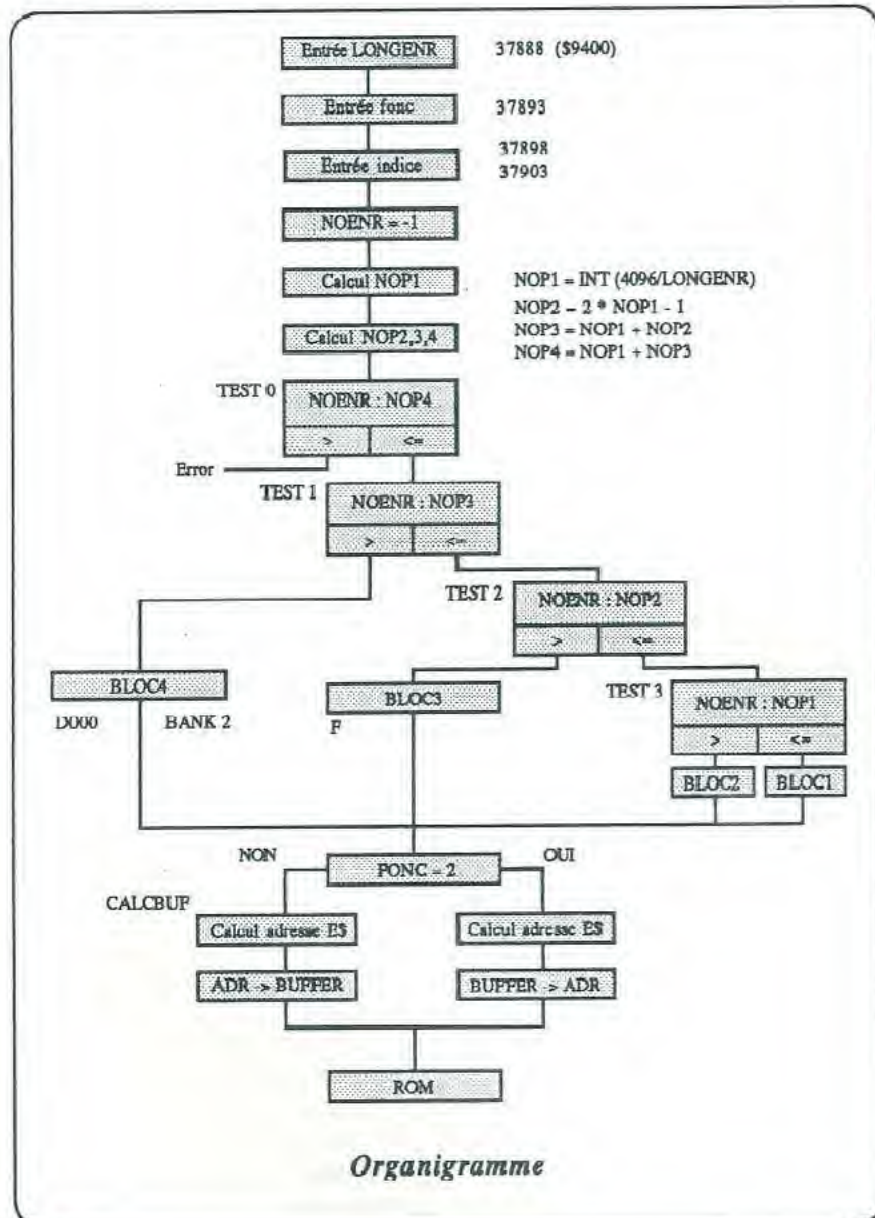 Entrée LONGENR 37888 ($9400)
Entrée fonc 37893
37898
Entrée indice 37903
NOENR = -1
Calcul NOP1 NOP1 = INT (4096/LONGENR)
NOP2 - 2 * NOP1 - 1
Calcul NOP2,3,4 NOP3 = NOP1 + NOP2
NOP4 = NOP1 + NOP3
TEST 0
NOENR : NOP4
> <=
Error
TEST 1
NOENR : NOP3
> <=
TEST 2
NOENR : NOP2
> <=
BLOC4
D000 BANK 2
BLOC3
F
TEST 3
NOENR : NOP1
> <=
BLOC2 BLOC1
NON OUI
FONC - 2
CALCBUF
Calcul adresse E$ Calcul adresse E$
ADR > BUFFER BUFFER > ADR
ROM
Organigramme